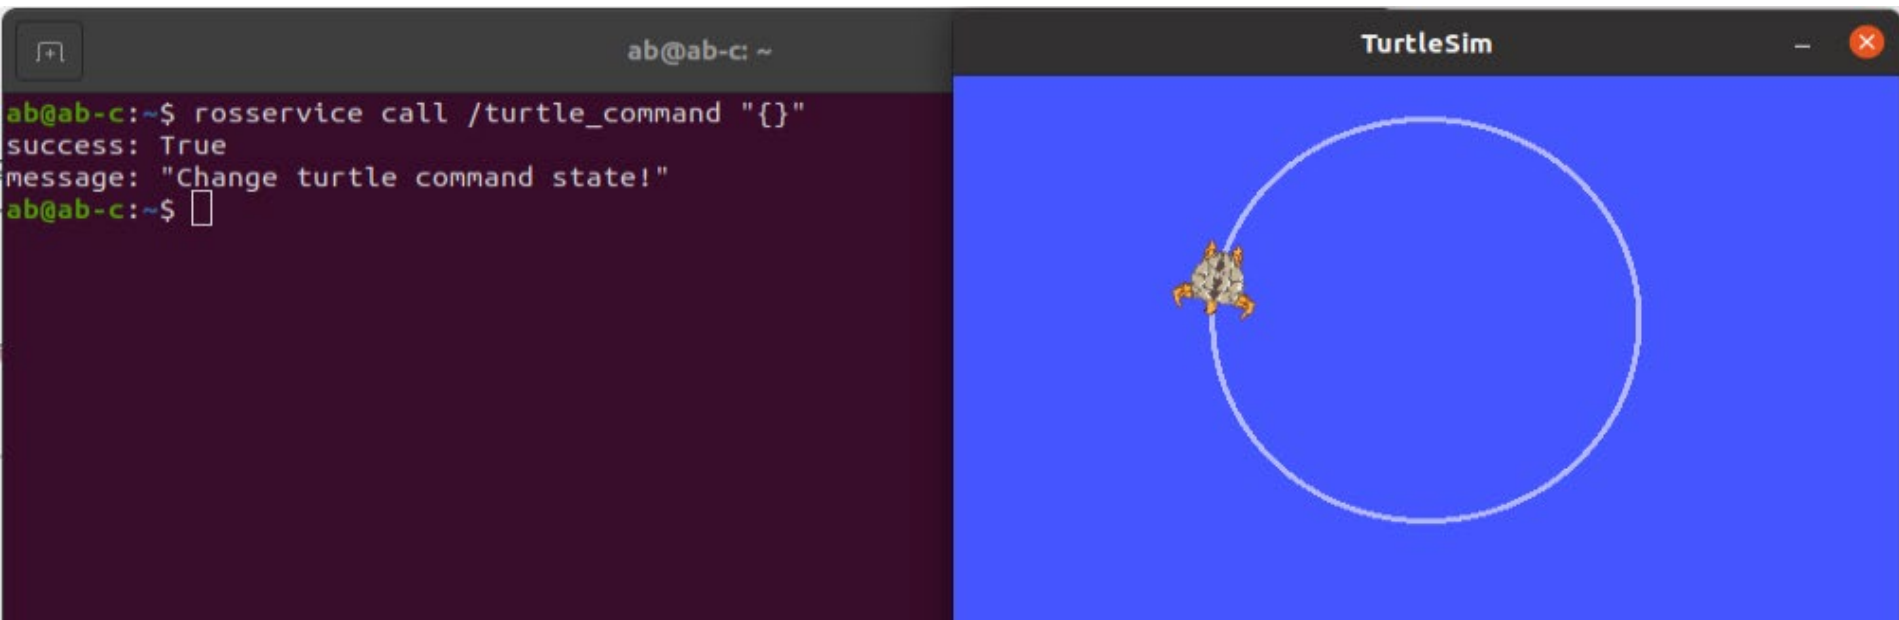 ab@ab-c: ~
TurtleSim
ab@ab-c:~$ rosservice call /turtle_command "{}"
success: True
message: "Change turtle command state!"
ab@ab-c:~$